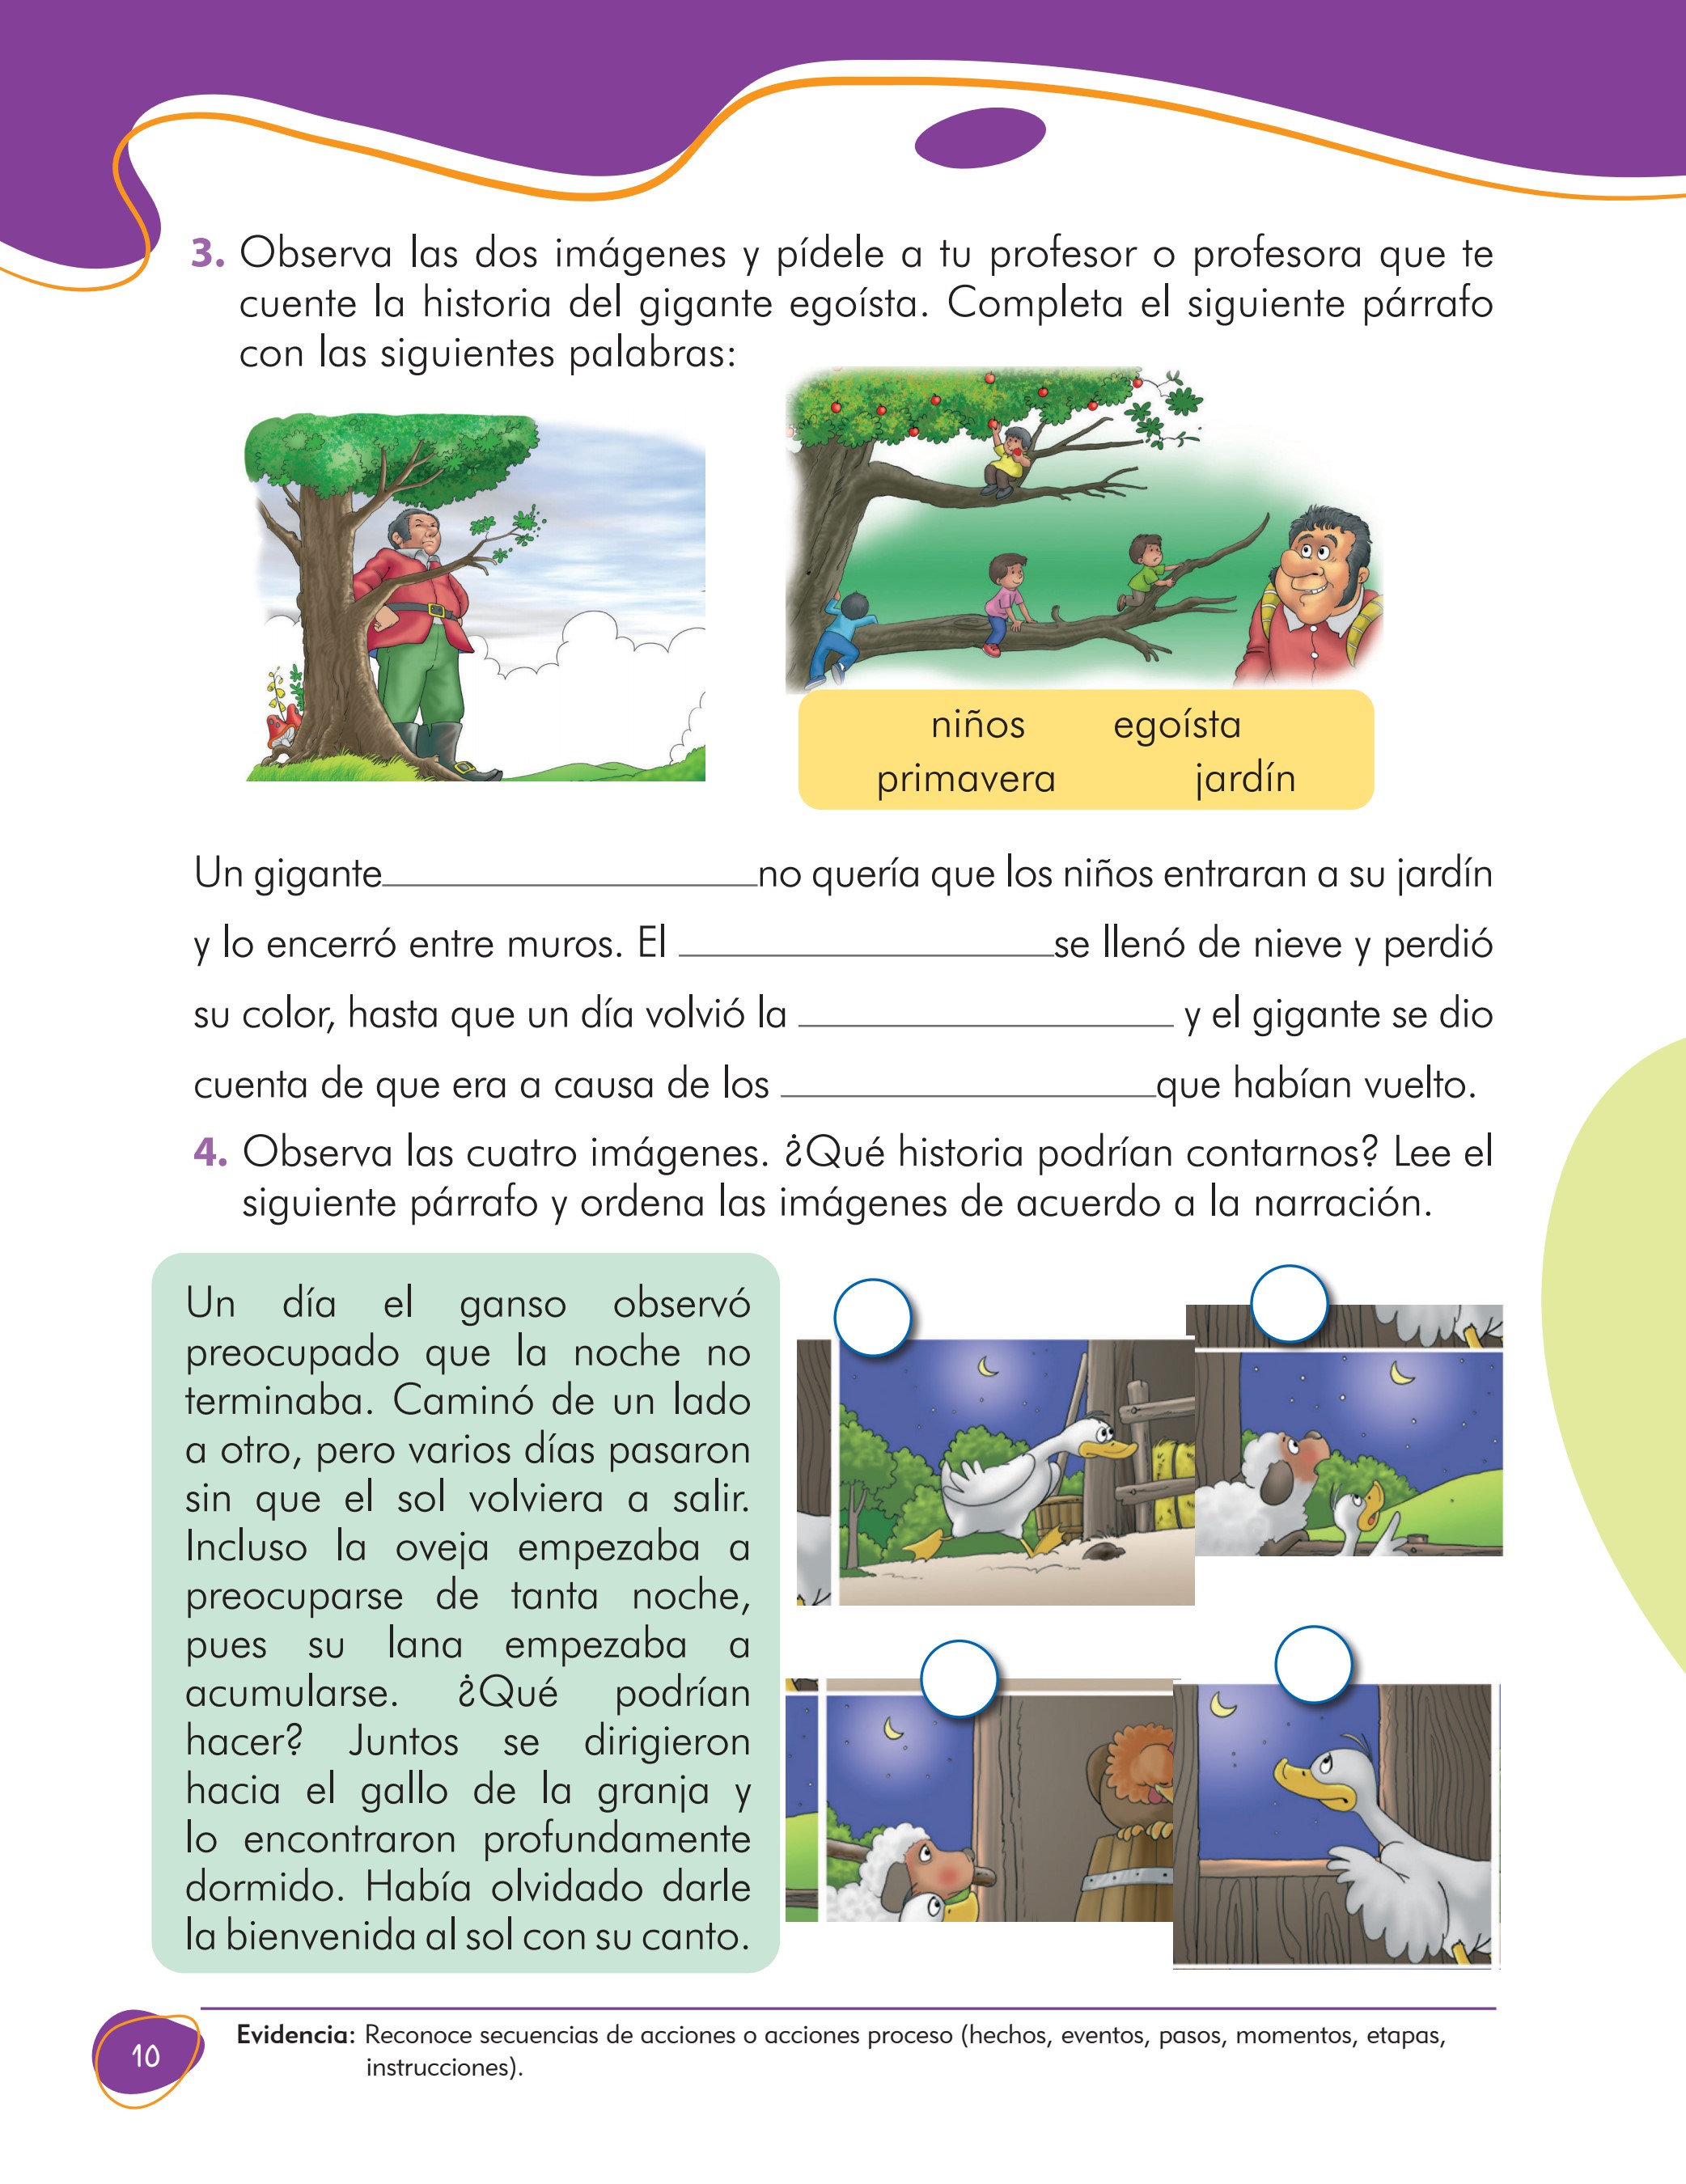 3. Observa las dos imágenes y pídele a tu profesor o profesora que te
cuente la historia del gigante egoísta. Completa el siguiente párrafo
con las siguientes palabras:
niños egoísta
primavera jardín
Un gigante no quería que los niños entraran a su jardín
y lo encerró entre muros. El se llenó de nieve y perdió
su color, hasta que un día volvió la y el gigante se dio
cuenta de que era a causa de los que habían vuelto.
4. Observa las cuatro imágenes. ¿Qué historia podrían contarnos? Lee el
siguiente párrafo y ordena las imágenes de acuerdo a la narración.
Un día el ganso observó
preocupado que la noche no
terminaba. Caminó de un lado
a otro, pero varios días pasaron
sin que el sol volviera a salir.
Incluso la oveja empezaba a
preocuparse de tanta noche,
pues su lana empezaba a
acumularse. ¿Qué podrían
hacer? Juntos se dirigieron
hacia el gallo de la granja y
lo encontraron profundamente
dormido. Había olvidado darle
la bienvenida al sol con su canto.
Evidencia: Reconoce secuencias de acciones o acciones proceso (hechos, eventos, pasos, momentos, etapas,
instrucciones).
10